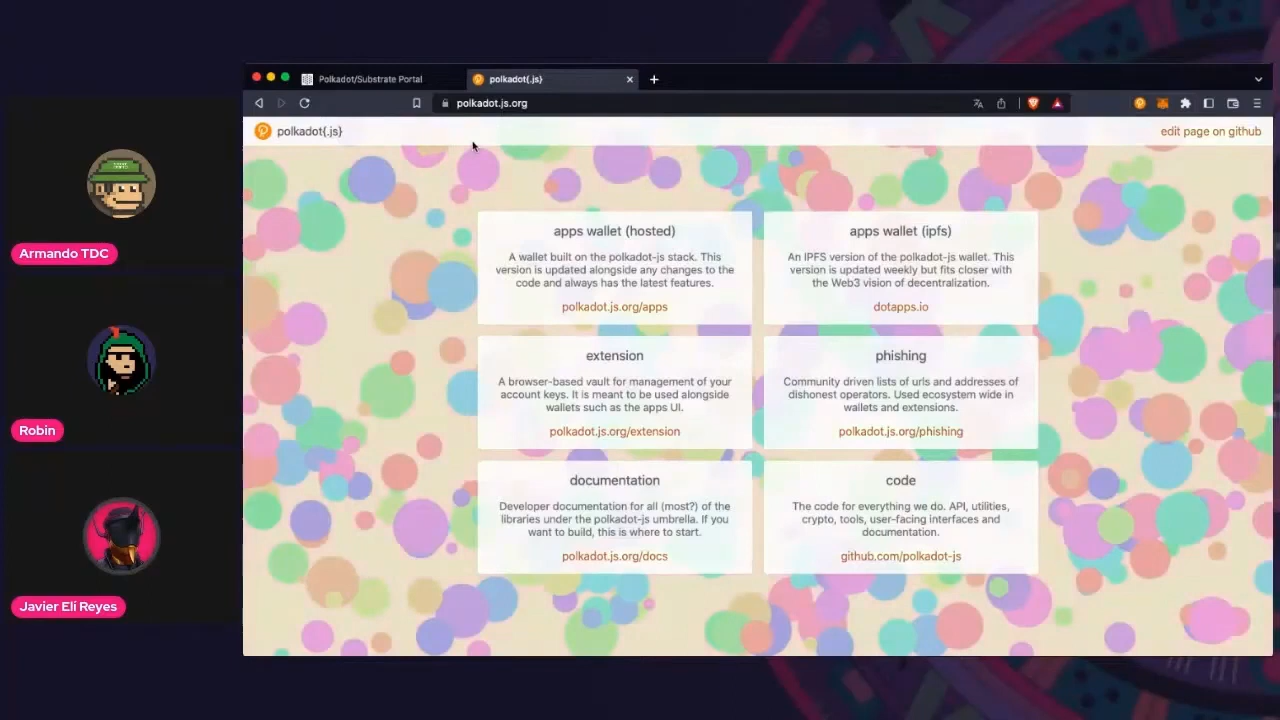 Armando TDC
Robin
Javier Elí Reyes
Polkadot/Substrate Portal
polkadot{.js}
polkadot.js.org
polkadot{.js}
edit page on github
apps wallet (hosted)
A wallet built on the polkadot-js stack. This
version is updated alongside any changes to the
code and always has the latest features.
polkadot.js.org/apps
apps wallet (ipfs)
An IPFS version of the polkadot-js wallet. This
version is updated weekly but fits closer with
the Web3 vision of decentralization.
dotapps.io
extension
A browser-based vault for management of your
account keys. It is meant to be used alongside
wallets such as the apps UI.
polkadot.js.org/extension
phishing
Community driven lists of urls and addresses of
dishonest operators. Used ecosystem wide in
wallets and extensions.
polkadot.js.org/phishing
documentation
Developer documentation for all (most?) of the
libraries under the polkadot-js umbrella. If you
want to build, this is where to start.
polkadot.js.org/docs
code
The code for everything we do. API, utilities,
crypto, tools, user-facing interfaces and
documentation.
github.com/polkadot-js